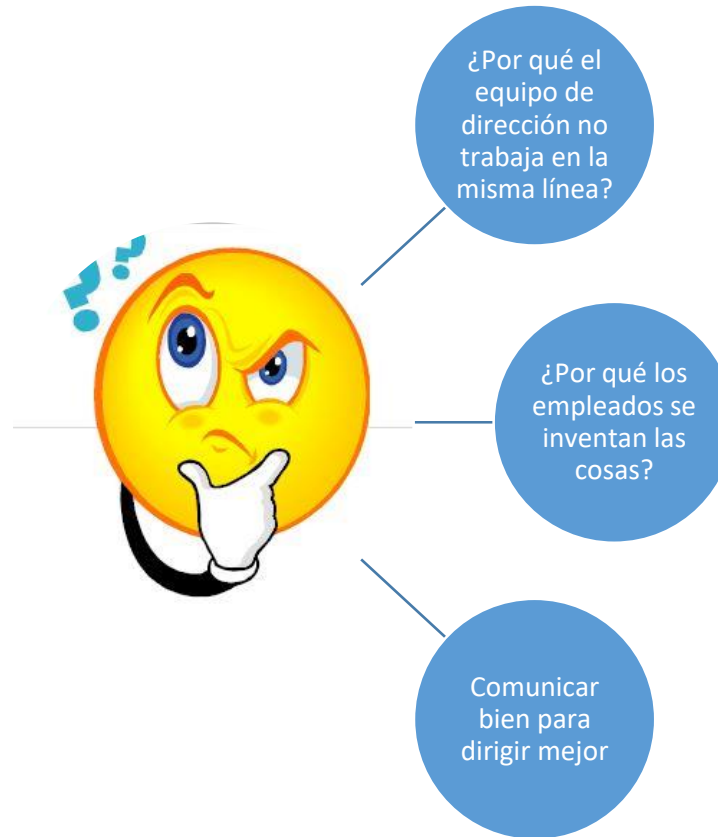 ¿Por qué el
equipo de
dirección no
trabaja en la
misma línea?
¿Por qué los
empleados se
inventan las
cosas?
Comunicar
bien para
dirigir mejor